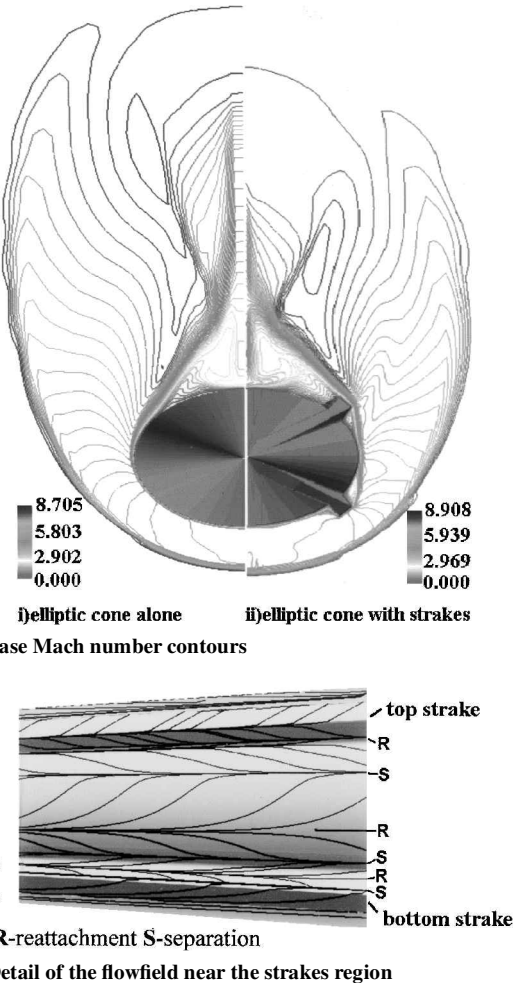 8.705
5.803
2.902
0.000
8.908
5.939
2.969
0.000
i)elliptic cone alone
ii)elliptic cone with strakes
ase Mach number contours
top strake
R
S
R
S
R
S
bottom strake
R-reattachment S-separation
etail of the flowfield near the strakes region